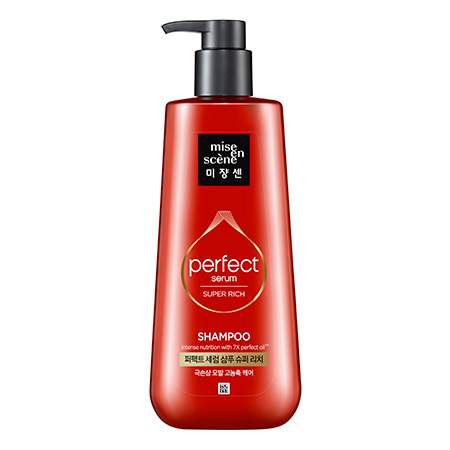 mise
en
scène
미쟝센
perfect
serum
SUPER RICH
SHAMPOO
intense nutrition with 7X perfect oil™
퍼펙트 세럼 샴푸 슈퍼 리치
극손상 모발 고농축 케어